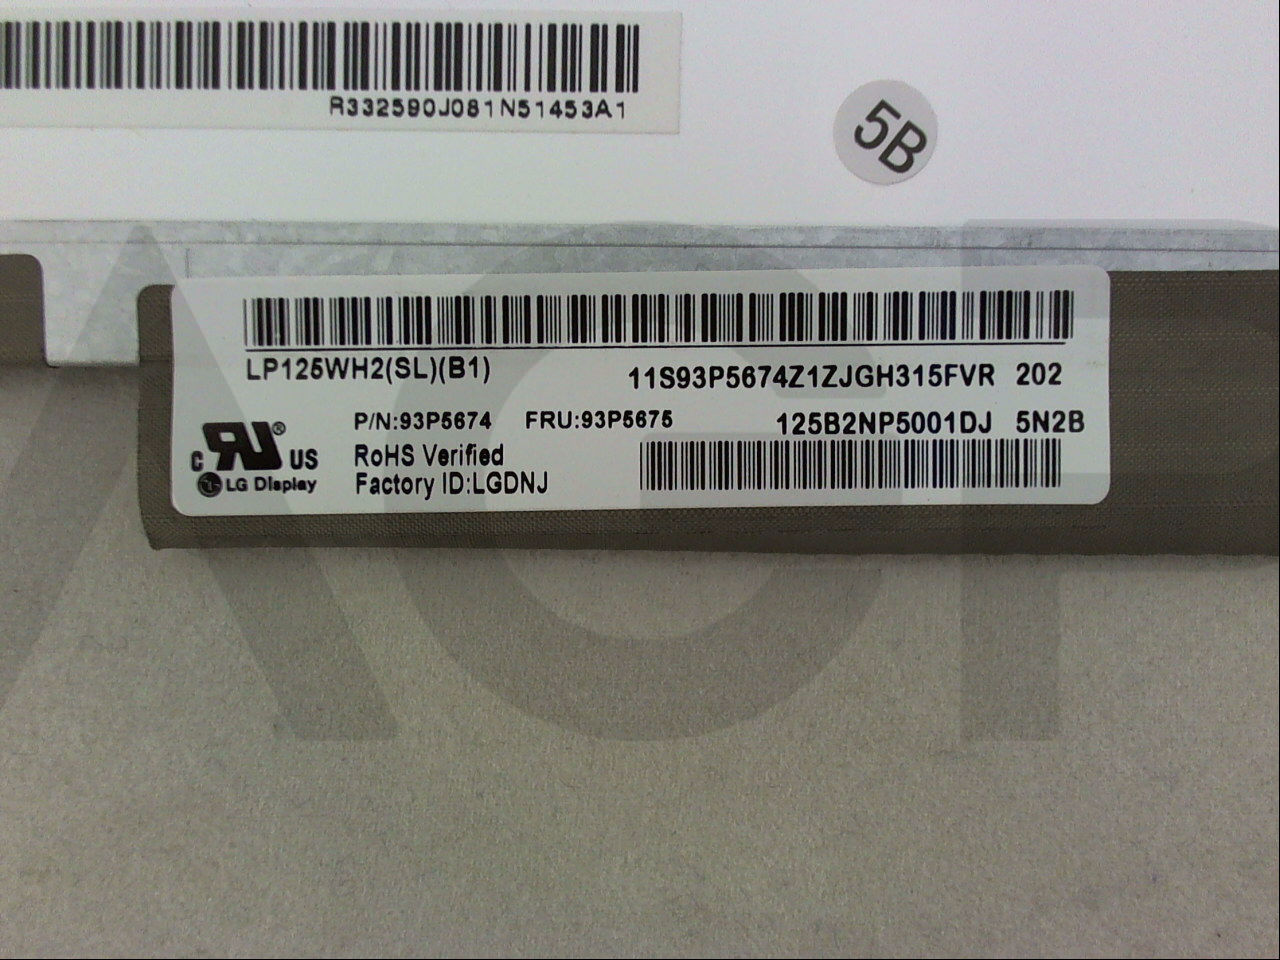 R332590J081N51453A1
5B
LP125WH2(SL)(B1)
11S93P5674Z1ZJGH315FVR 202
P/N:93P5674 FRU:93P5675
125B2NP5001DJ 5N2B
c RU ® US
RoHS Verified
LG Display
Factory ID:LGDNJ